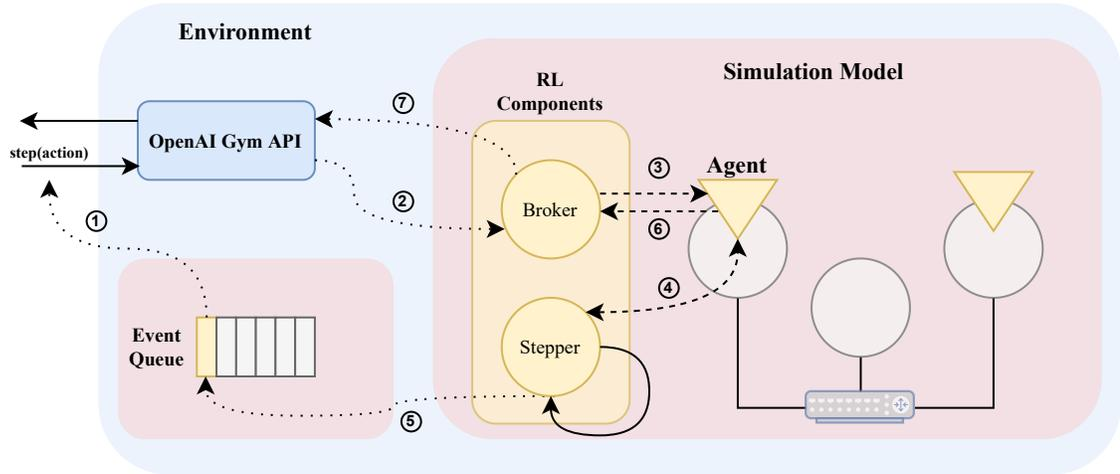 Environment
Simulation Model
RL
Components
⑦
OpenAI Gym API
step(action)
③
Agent
②
Broker
①
⑥
④
Event
Queue
Stepper
⑤